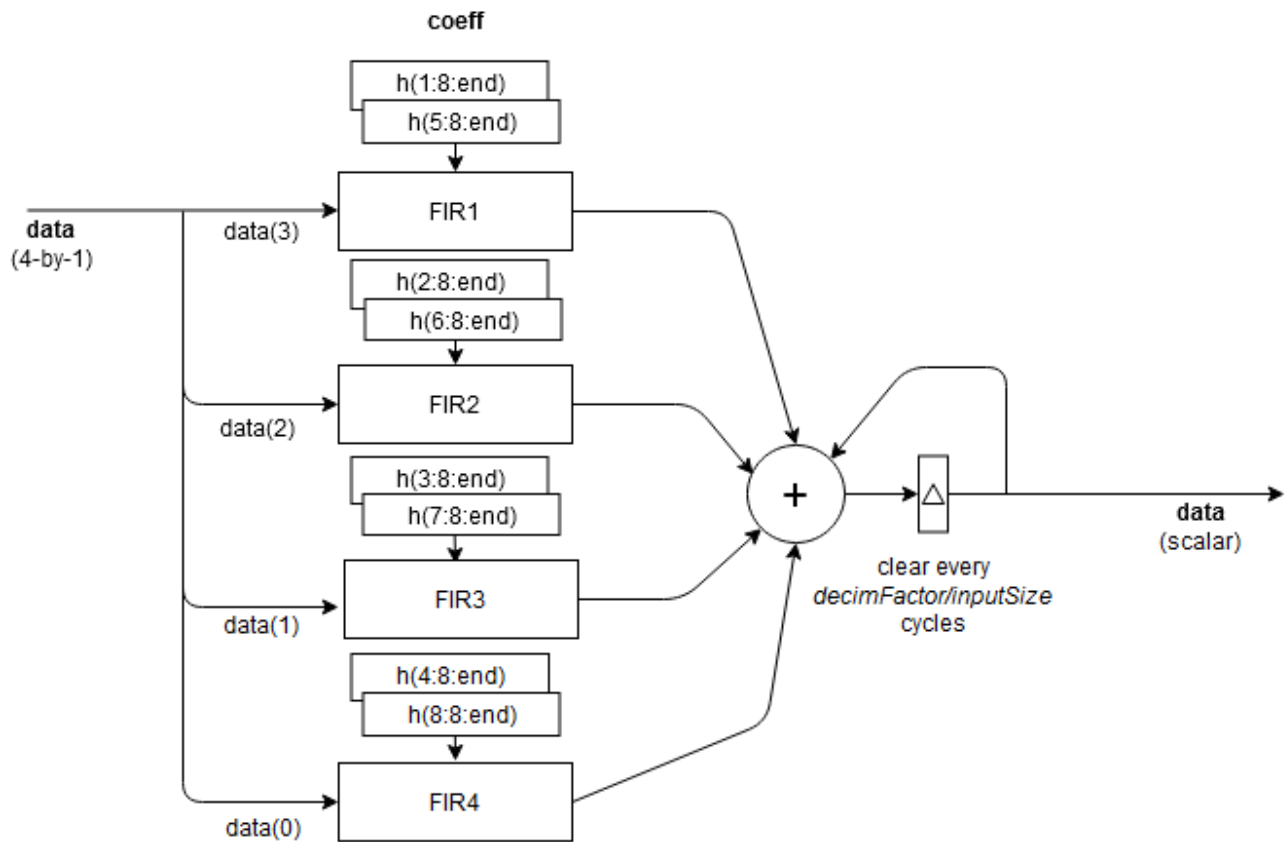 coeff
h(1:8:end)
h(5:8:end)
FIR1
data
(4-by-1)
data(3)
h(2:8:end)
h(6:8:end)
FIR2
data(2)
h(3:8:end)
h(7:8:end)
FIR3
data(1)
+
△
data
(scalar)
clear every
decimFactor/inputSize
cycles
h(4:8:end)
h(8:8:end)
FIR4
data(0)